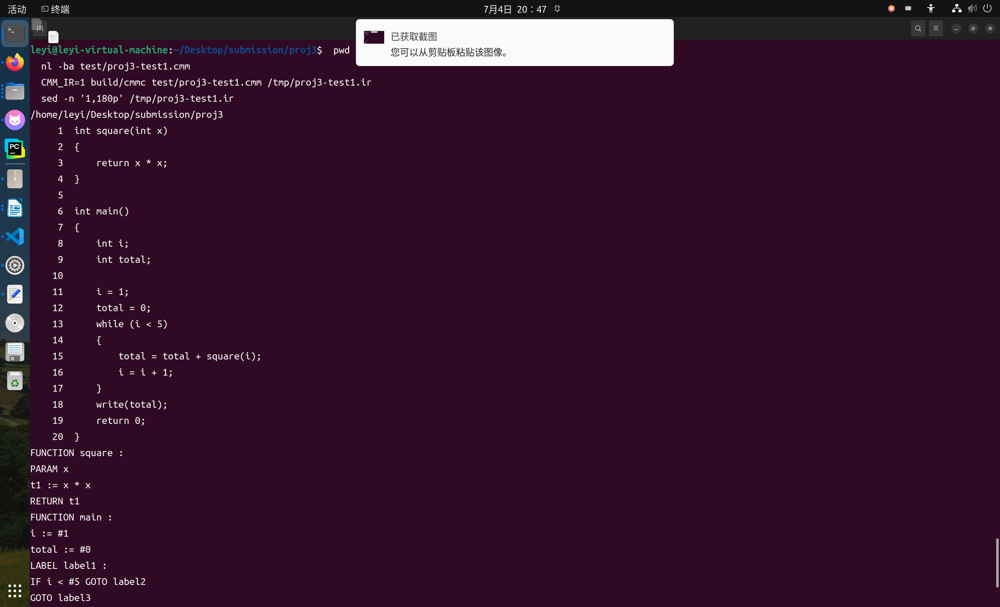 活动 终端 7月4日 20：47
已获取截图
您可以从剪贴板粘贴该图像。
leyi@leyi-virtual-machine:~/Desktop/submission/proj3$  pwd
  nl -ba test/proj3-test1.cmm
  CMM_IR=1 build/cmmc test/proj3-test1.cmm /tmp/proj3-test1.ir
  sed -n '1,180p' /tmp/proj3-test1.ir
/home/leyi/Desktop/submission/proj3
     1  int square(int x)
     2  {
     3      return x * x;
     4  }
     5
     6  int main()
     7  {
     8      int i;
     9      int total;
    10
    11      i = 1;
    12      total = 0;
    13      while (i < 5)
    14      {
    15          total = total + square(i);
    16          i = i + 1;
    17      }
    18      write(total);
    19      return 0;
    20  }
FUNCTION square :
PARAM x
t1 := x * x
RETURN t1
FUNCTION main :
i := #1
total := #0
LABEL label1 :
IF i < #5 GOTO label2
GOTO label3
PC